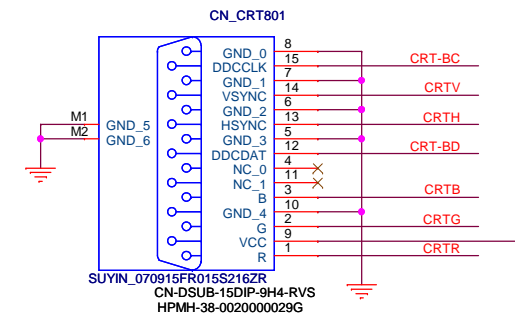 CN_CRT801
GND_0 8
DDCCLK 15 CRT-BC
GND_1 7
VSYNC 14 CRTV
GND_2 6
HSYNC 13 CRTH
GND_3 5
DDCDAT 12 CRT-BD
NC_0 4
NC_1 11
B 3 CRTB
GND_4 10
G 2 CRTG
VCC 9
R 1 CRTR
M1 GND_5
M2 GND_6
SUYIN_070915FR015S216ZR
CN-DSUB-15DIP-9H4-RVS
HPMH-38-0020000029G